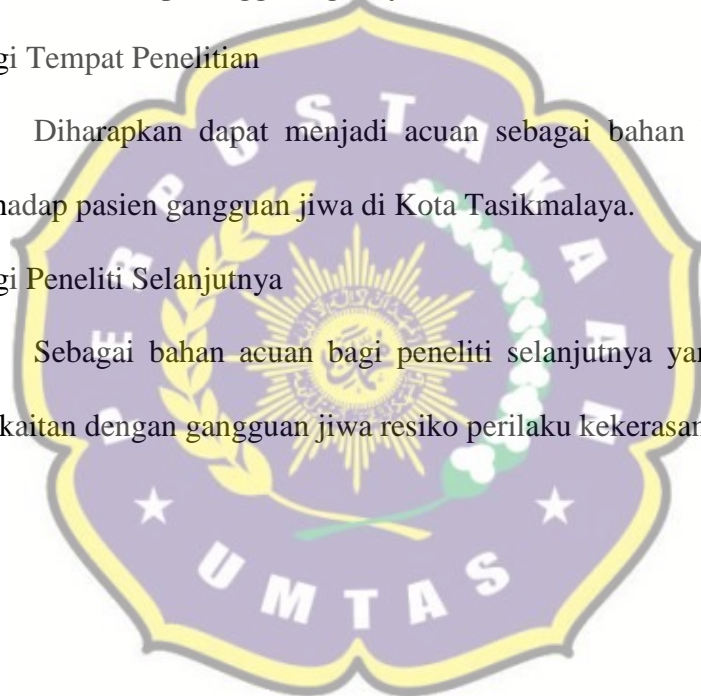 gi Tempat Penelitian
Diharapkan dapat menjadi acuan sebagai bahan
hadap pasien gangguan jiwa di Kota Tasikmalaya.
gi Peneliti Selanjutnya
Sebagai bahan acuan bagi peneliti selanjutnya yan
kaitan dengan gangguan jiwa resiko perilaku kekerasan
PERPUSTAKAAN
UMTAS